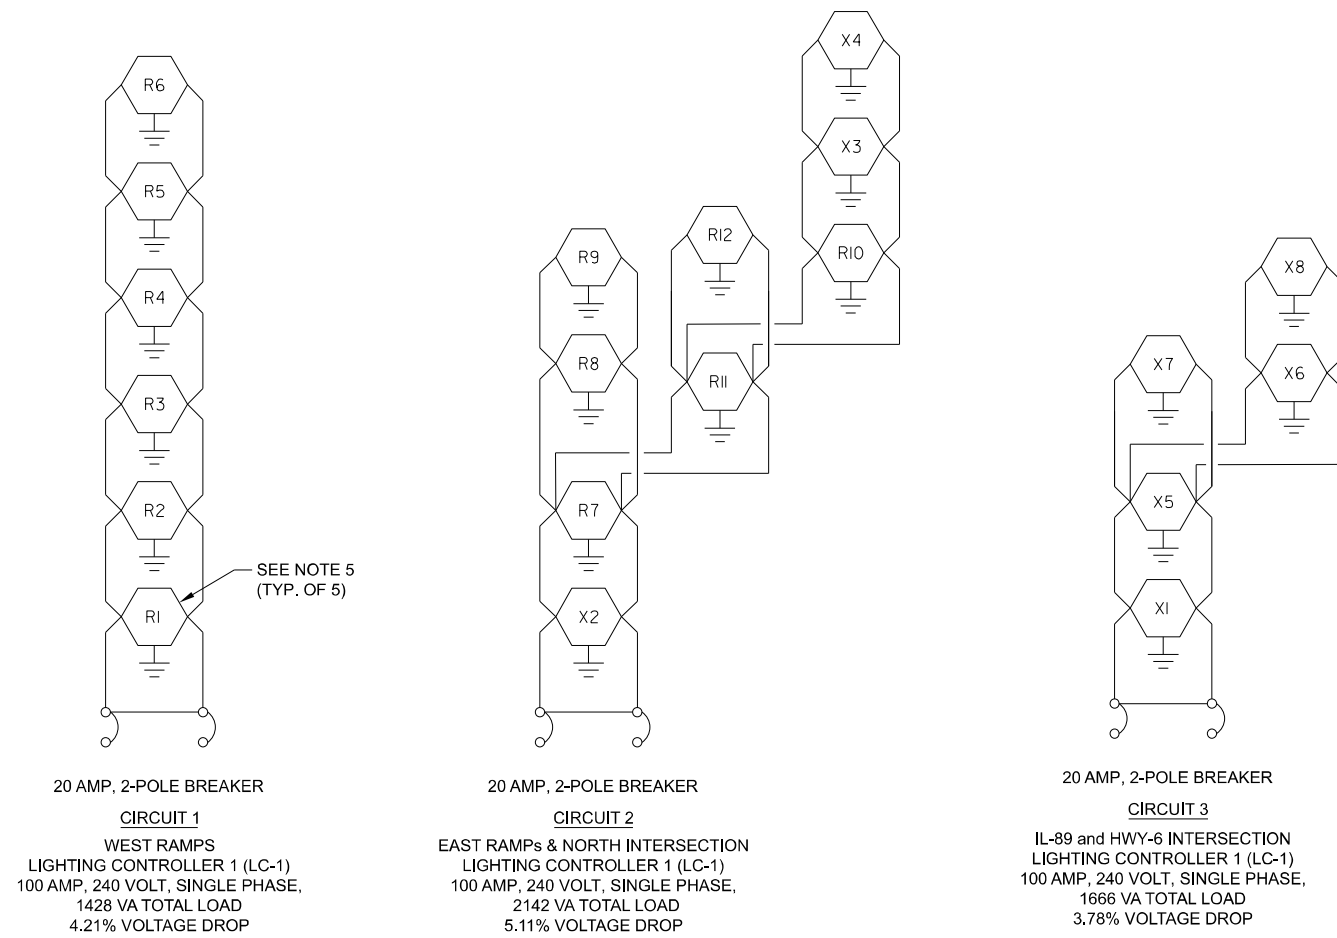 R6
R5
R4
R3
R2
R1
SEE NOTE 5
(TYP. OF 5)
20 AMP, 2-POLE BREAKER
CIRCUIT 1
WEST RAMPS
LIGHTING CONTROLLER 1 (LC-1)
100 AMP, 240 VOLT, SINGLE PHASE,
1428 VA TOTAL LOAD
4.21% VOLTAGE DROP
X4
X3
R10
R12
R11
R9
R8
R7
X2
20 AMP, 2-POLE BREAKER
CIRCUIT 2
EAST RAMPs & NORTH INTERSECTION
LIGHTING CONTROLLER 1 (LC-1)
100 AMP, 240 VOLT, SINGLE PHASE,
2142 VA TOTAL LOAD
5.11% VOLTAGE DROP
X8
X6
X7
X5
X1
20 AMP, 2-POLE BREAKER
CIRCUIT 3
IL-89 and HWY-6 INTERSECTION
LIGHTING CONTROLLER 1 (LC-1)
100 AMP, 240 VOLT, SINGLE PHASE,
1666 VA TOTAL LOAD
3.78% VOLTAGE DROP